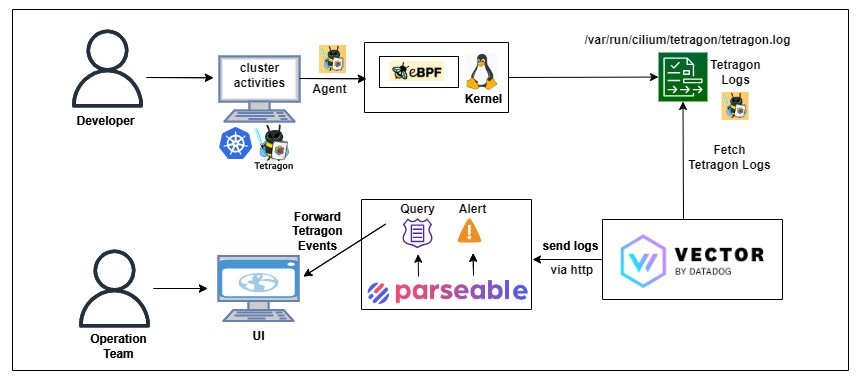 /var/run/cilium/tetragon/tetragon.log
cluster
activities
Agent
eBPF
Kernel
Tetragon
Logs
Developer
Tetragon
Fetch
Tetragon Logs
Forward
Tetragon
Events
Query
Alert
send logs
via http
VECTOR
BY DATADOG
parseable
UI
Operation
Team